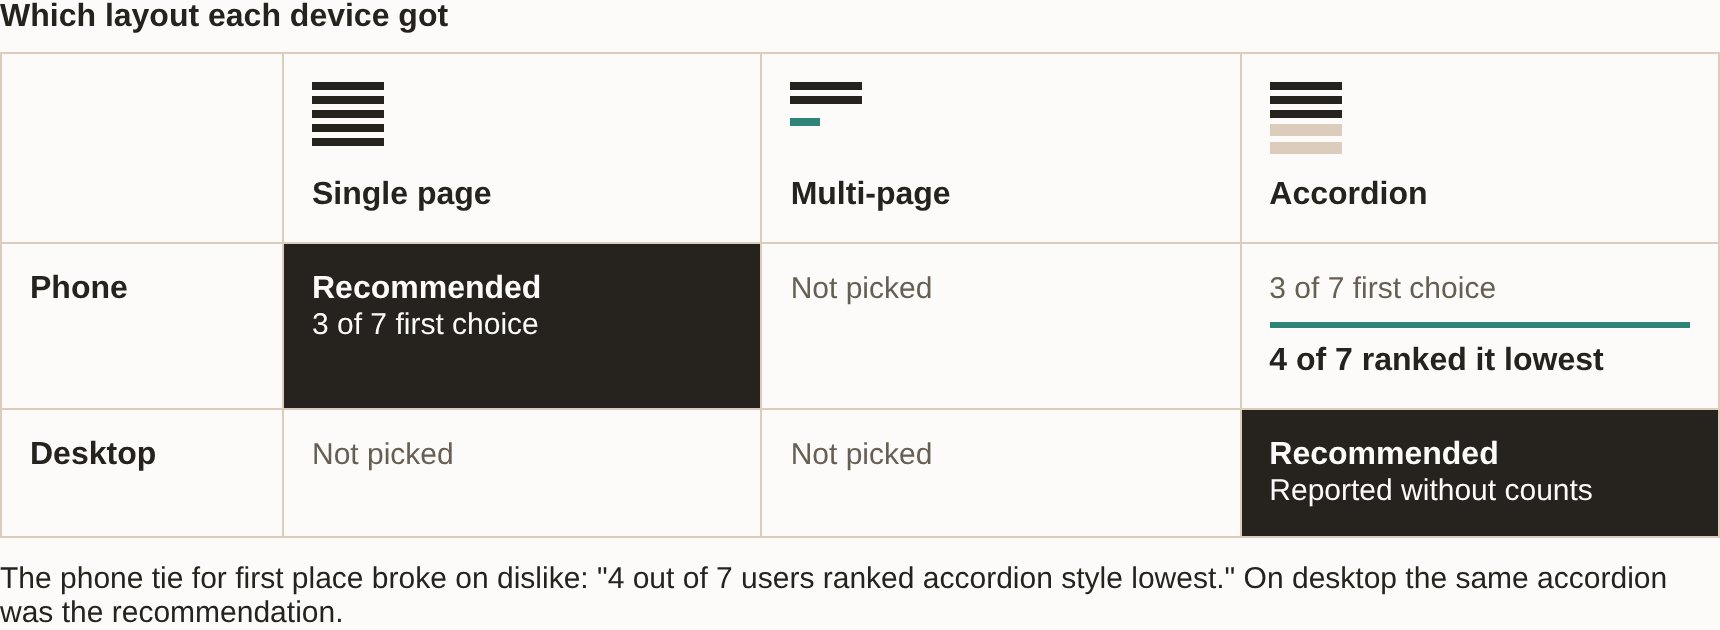 Which layout each device got
Single page
Multi-page
Accordion
Phone
Recommended
3 of 7 first choice
Not picked
3 of 7 first choice
4 of 7 ranked it lowest
Desktop
Not picked
Not picked
Recommended
Reported without counts
The phone tie for first place broke on dislike: "4 out of 7 users ranked accordion style lowest." On desktop the same accordion
was the recommendation.